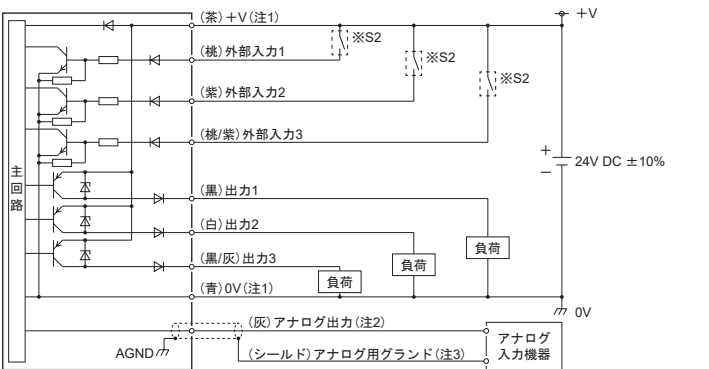 (茶)+V(注1)
+V
(桃)外部入力1
※S2
※S2
※S2
(紫)外部入力2
(桃/紫)外部入力3
+
24V DC ±10%
−
主回路
(黒)出力1
(白)出力2
(黒/灰)出力3
負荷
負荷
負荷
(青)0V(注1)
0V
(灰)アナログ出力(注2)
AGND
(シールド)アナログ用グランド(注3)
アナログ
入力機器